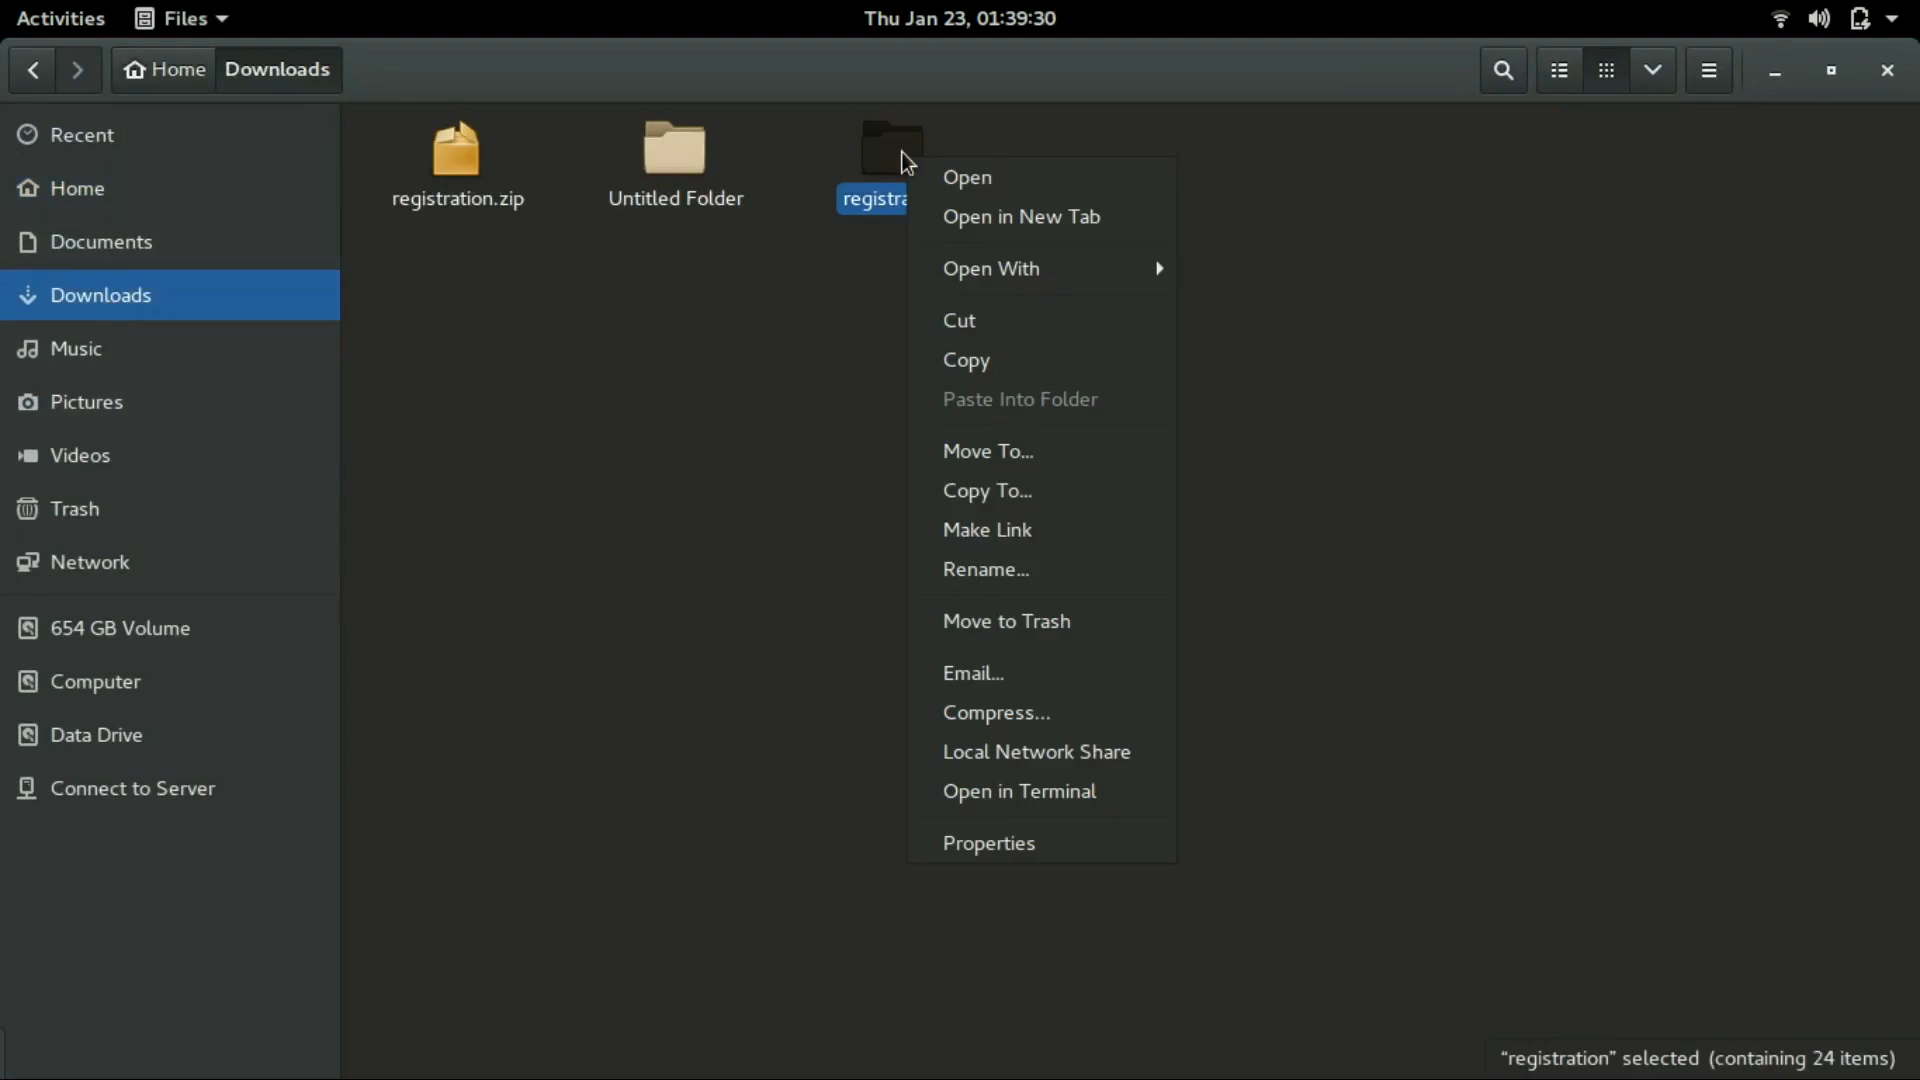 Activities Files Thu Jan 23, 01:39:30
Home Downloads
Recent
Home
Documents
Downloads
Music
Pictures
Videos
Trash
Network
654 GB Volume
Computer
Data Drive
Connect to Server
registration.zip Untitled Folder registra
Open
Open in New Tab
Open With
Cut
Copy
Paste Into Folder
Move To...
Copy To...
Make Link
Rename...
Move to Trash
Email...
Compress...
Local Network Share
Open in Terminal
Properties
“registration” selected (containing 24 items)